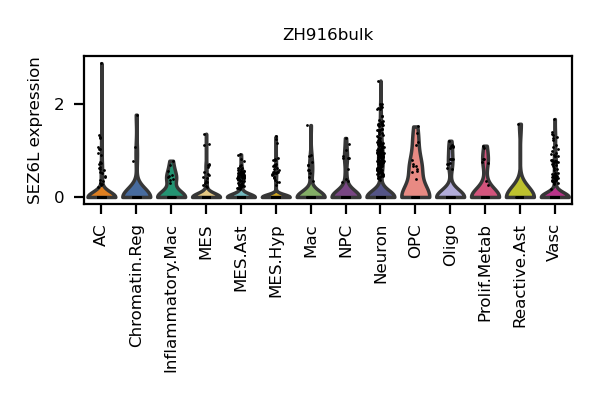 ZH916bulk
SEZ6L expression
2
0
AC
Chromatin.Reg
Inflammatory.Mac
MES
MES.Ast
MES.Hyp
Mac
NPC
Neuron
OPC
Oligo
Prolif.Metab
Reactive.Ast
Vasc